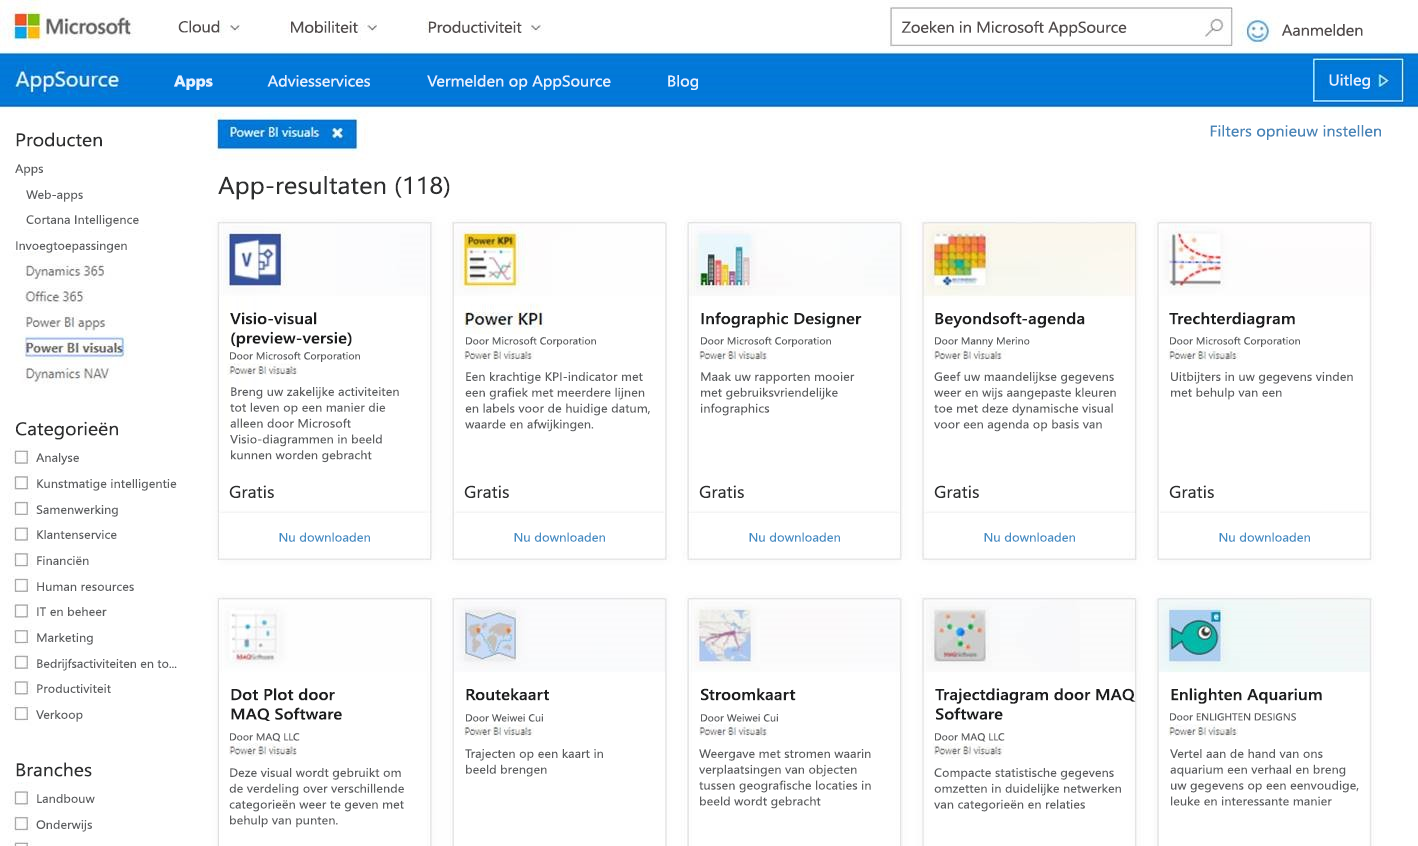 Microsoft
Cloud
Mobiliteit
Productiviteit
Zoeken in Microsoft AppSource
Aanmelden
AppSource
Apps
Adviesservices
Vermelden op AppSource
Blog
Uitleg
Producten
Apps
Web-apps
Cortana Intelligence
Invoegtoepassingen
Dynamics 365
Office 365
Power BI apps
Power BI visuals
Dynamics NAV
Categorieën
Analyse
Kunstmatige intelligentie
Samenwerking
Klantenservice
Financiën
Human resources
IT en beheer
Marketing
Bedrijfsactiviteiten en to...
Productiviteit
Verkoop
Branches
Landbouw
Onderwijs
Power BI visuals
Filters opnieuw instellen
App-resultaten (118)
Visio-visual
(preview-versie)
Door Microsoft Corporation
Power BI visuals
Breng uw zakelijke activiteiten
tot leven op een manier die
alleen door Microsoft
Visio-diagrammen in beeld
kunnen worden gebracht
Gratis
Nu downloaden
Power KPI
Power KPI
Door Microsoft Corporation
Power BI visuals
Een krachtige KPI-indicator met
een grafiek met meerdere lijnen
en labels voor de huidige datum,
waarde en afwijkingen.
Gratis
Nu downloaden
Infographic Designer
Door Microsoft Corporation
Power BI visuals
Maak uw rapporten mooier
met gebruiksvriendelijke
infographics
Gratis
Nu downloaden
Beyondsoft-agenda
Door Manny Merino
Power BI visuals
Geef uw maandelijkse gegevens
weer en wijs aangepaste kleuren
toe met deze dynamische visual
voor een agenda op basis van
Gratis
Nu downloaden
Trechterdiagram
Door Microsoft Corporation
Power BI visuals
Uitbijters in uw gegevens vinden
met behulp van een
Gratis
Nu downloaden
MAQSoftware
Dot Plot door
MAQ Software
Door MAQ LLC
Power BI visuals
Deze visual wordt gebruikt om
de verdeling over verschillende
categorieën weer te geven met
behulp van punten.
Routekaart
Door Weiwei Cui
Power BI visuals
Trajecten op een kaart in
beeld brengen
Stroomkaart
Door Weiwei Cui
Power BI visuals
Weergave met stromen waarin
verplaatsingen van objecten
tussen geografische locaties in
beeld wordt gebracht
MAQSoftware
Trajectdiagram door MAQ
Software
Door MAQ LLC
Power BI visuals
Compacte statistische gegevens
omzetten in duidelijke netwerken
van categorieën en relaties
Enlighten Aquarium
Door ENLIGHTEN DESIGNS
Power BI visuals
Vertel aan de hand van ons
aquarium een verhaal en breng
uw gegevens op een eenvoudige,
leuke en interessante manier